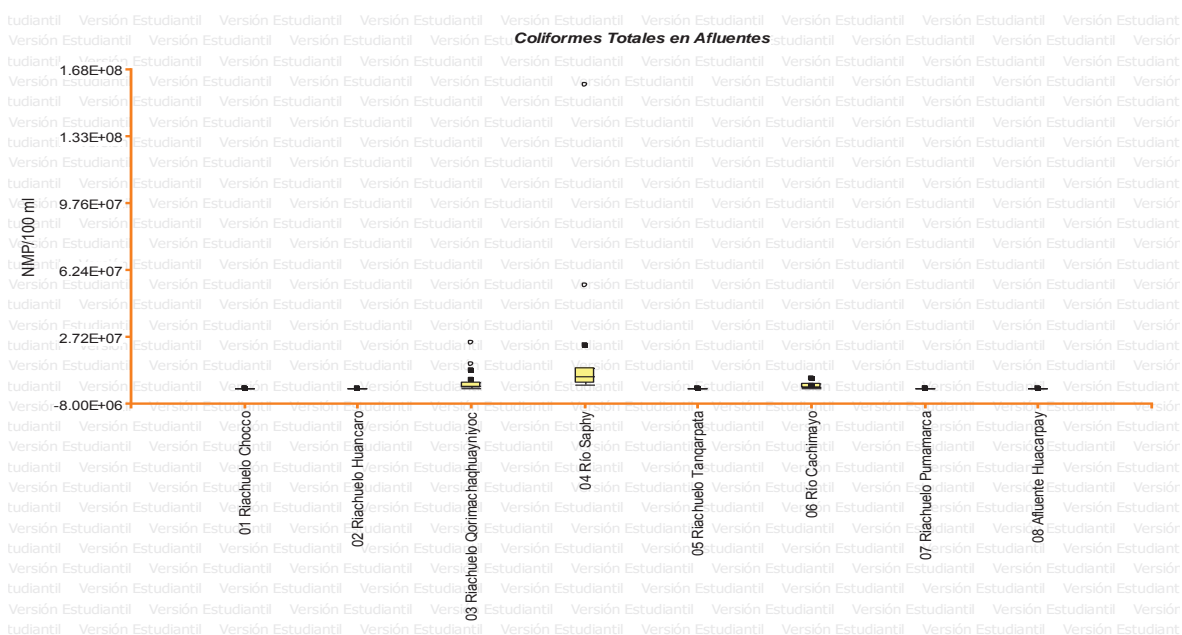 Coliformes Totales en Afluentes
1.68E+08
1.33E+08
9.76E+07
6.24E+07
2.72E+07
-8.00E+06
NMP/100 ml
01 Riachuelo Chocco
02 Riachuelo Huancaro
03 Riachuelo Qorimachaqhuayniyoc
04 Río Saphy
05 Riachuelo Tanqarpata
06 Río Cachimayo
07 Riachuelo Pumamarca
08 Afluente Huacarpay
Versión Estudiantil